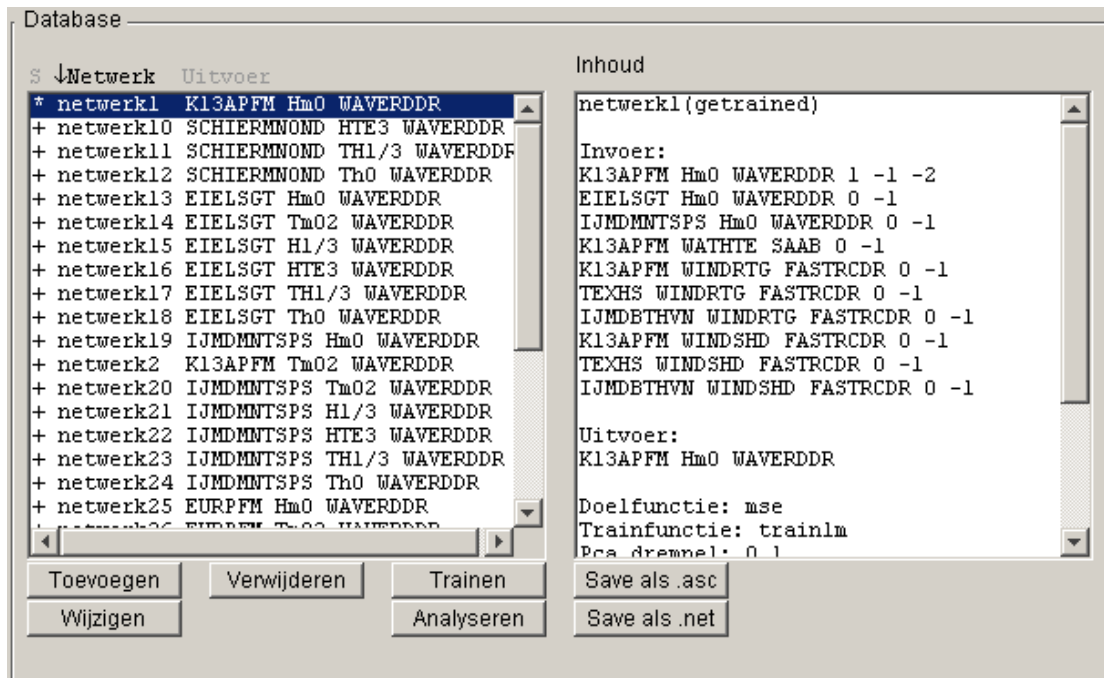 Database
S ↓Netwerk Uitvoer
* netwerk1 K13APFM Hm0 WAVERDDR
+ netwerk10 SCHIERMNOND HTE3 WAVERDDR
+ netwerk11 SCHIERMNOND TH1/3 WAVERDDR
+ netwerk12 SCHIERMNOND Th0 WAVERDDR
+ netwerk13 EIELSGT Hm0 WAVERDDR
+ netwerk14 EIELSGT Tm02 WAVERDDR
+ netwerk15 EIELSGT H1/3 WAVERDDR
+ netwerk16 EIELSGT HTE3 WAVERDDR
+ netwerk17 EIELSGT TH1/3 WAVERDDR
+ netwerk18 EIELSGT Th0 WAVERDDR
+ netwerk19 IJMDMNTSPS Hm0 WAVERDDR
+ netwerk2 K13APFM Tm02 WAVERDDR
+ netwerk20 IJMDMNTSPS Tm02 WAVERDDR
+ netwerk21 IJMDMNTSPS H1/3 WAVERDDR
+ netwerk22 IJMDMNTSPS HTE3 WAVERDDR
+ netwerk23 IJMDMNTSPS TH1/3 WAVERDDR
+ netwerk24 IJMDMNTSPS Th0 WAVERDDR
+ netwerk25 EURPFM Hm0 WAVERDDR
+ netwerk26 EURPFM Tm02 WAVERDDR
Toevoegen Verwijderen Trainen
Wijzigen Analyseren
Inhoud
netwerk1(getrained)
Invoer:
K13APFM Hm0 WAVERDDR 1 -1 -2
EIELSGT Hm0 WAVERDDR 0 -1
IJMDMNTSPS Hm0 WAVERDDR 0 -1
K13APFM WATHTE SAAB 0 -1
K13APFM WINDRTG FASTRCDR 0 -1
TEXHS WINDRTG FASTRCDR 0 -1
IJMDBTHVN WINDRTG FASTRCDR 0 -1
K13APFM WINDSHD FASTRCDR 0 -1
TEXHS WINDSHD FASTRCDR 0 -1
IJMDBTHVN WINDSHD FASTRCDR 0 -1
Uitvoer:
K13APFM Hm0 WAVERDDR
Doelfunctie: mse
Trainfunctie: trainlm
Pca drempel: 0.1
Save als .asc
Save als .net